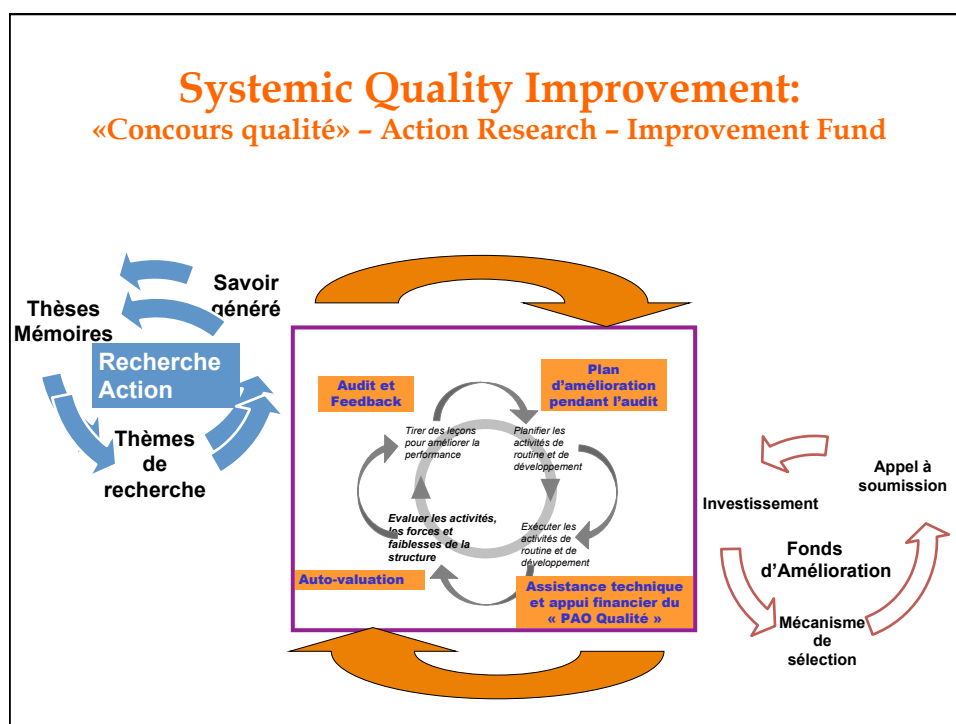 Systemic Quality Improvement:
«Concours qualité» – Action Research – Improvement Fund
Savoir
généré
Thèses
Mémoires
Recherche
Action
Thèmes
de
recherche
Audit et
Feedback
Plan
d’amélioration
pendant l’audit
Tirer des leçons
pour améliorer la
performance
Planifier les
activités de
routine et de
développement
Evaluer les activités,
les forces et
faiblesses de la
structure
Exécuter les
activités de
routine et de
développement
Auto-valuation
Assistance technique
et appui financier du
« PAO Qualité »
Appel à
soumission
Investissement
Fonds
d’Amélioration
Mécanisme
de
sélection